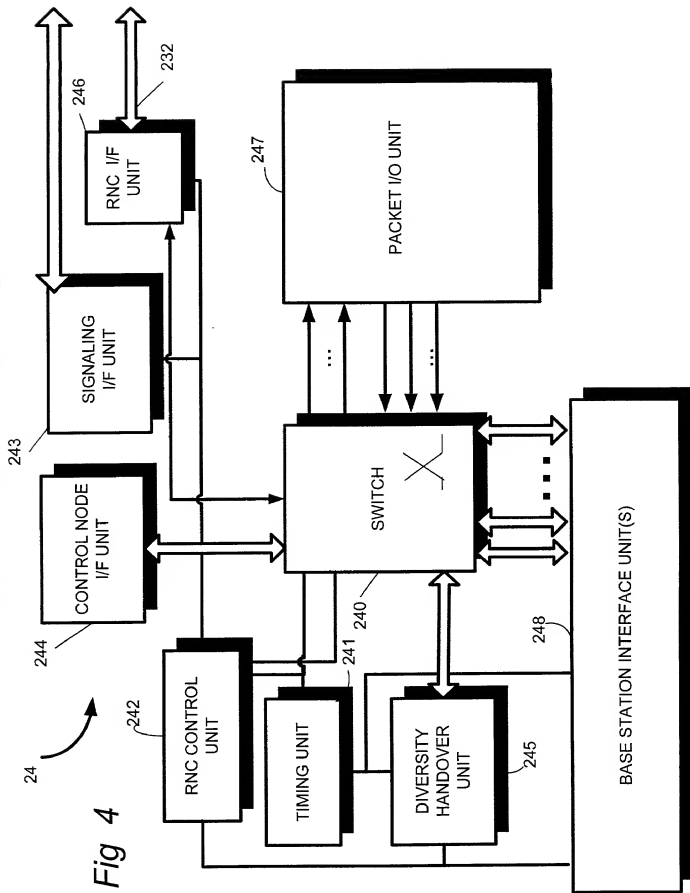 Fig 4
24
244
CONTROL NODE
I/F UNIT
243
SIGNALING
I/F UNIT
246
RNC I/F
UNIT
232
242
RNC CONTROL
UNIT
241
TIMING UNIT
240
SWITCH
247
PACKET I/O UNIT
...
...
DIVERSITY
HANDOVER
UNIT
245
248
BASE STATION INTERFACE UNIT(S)